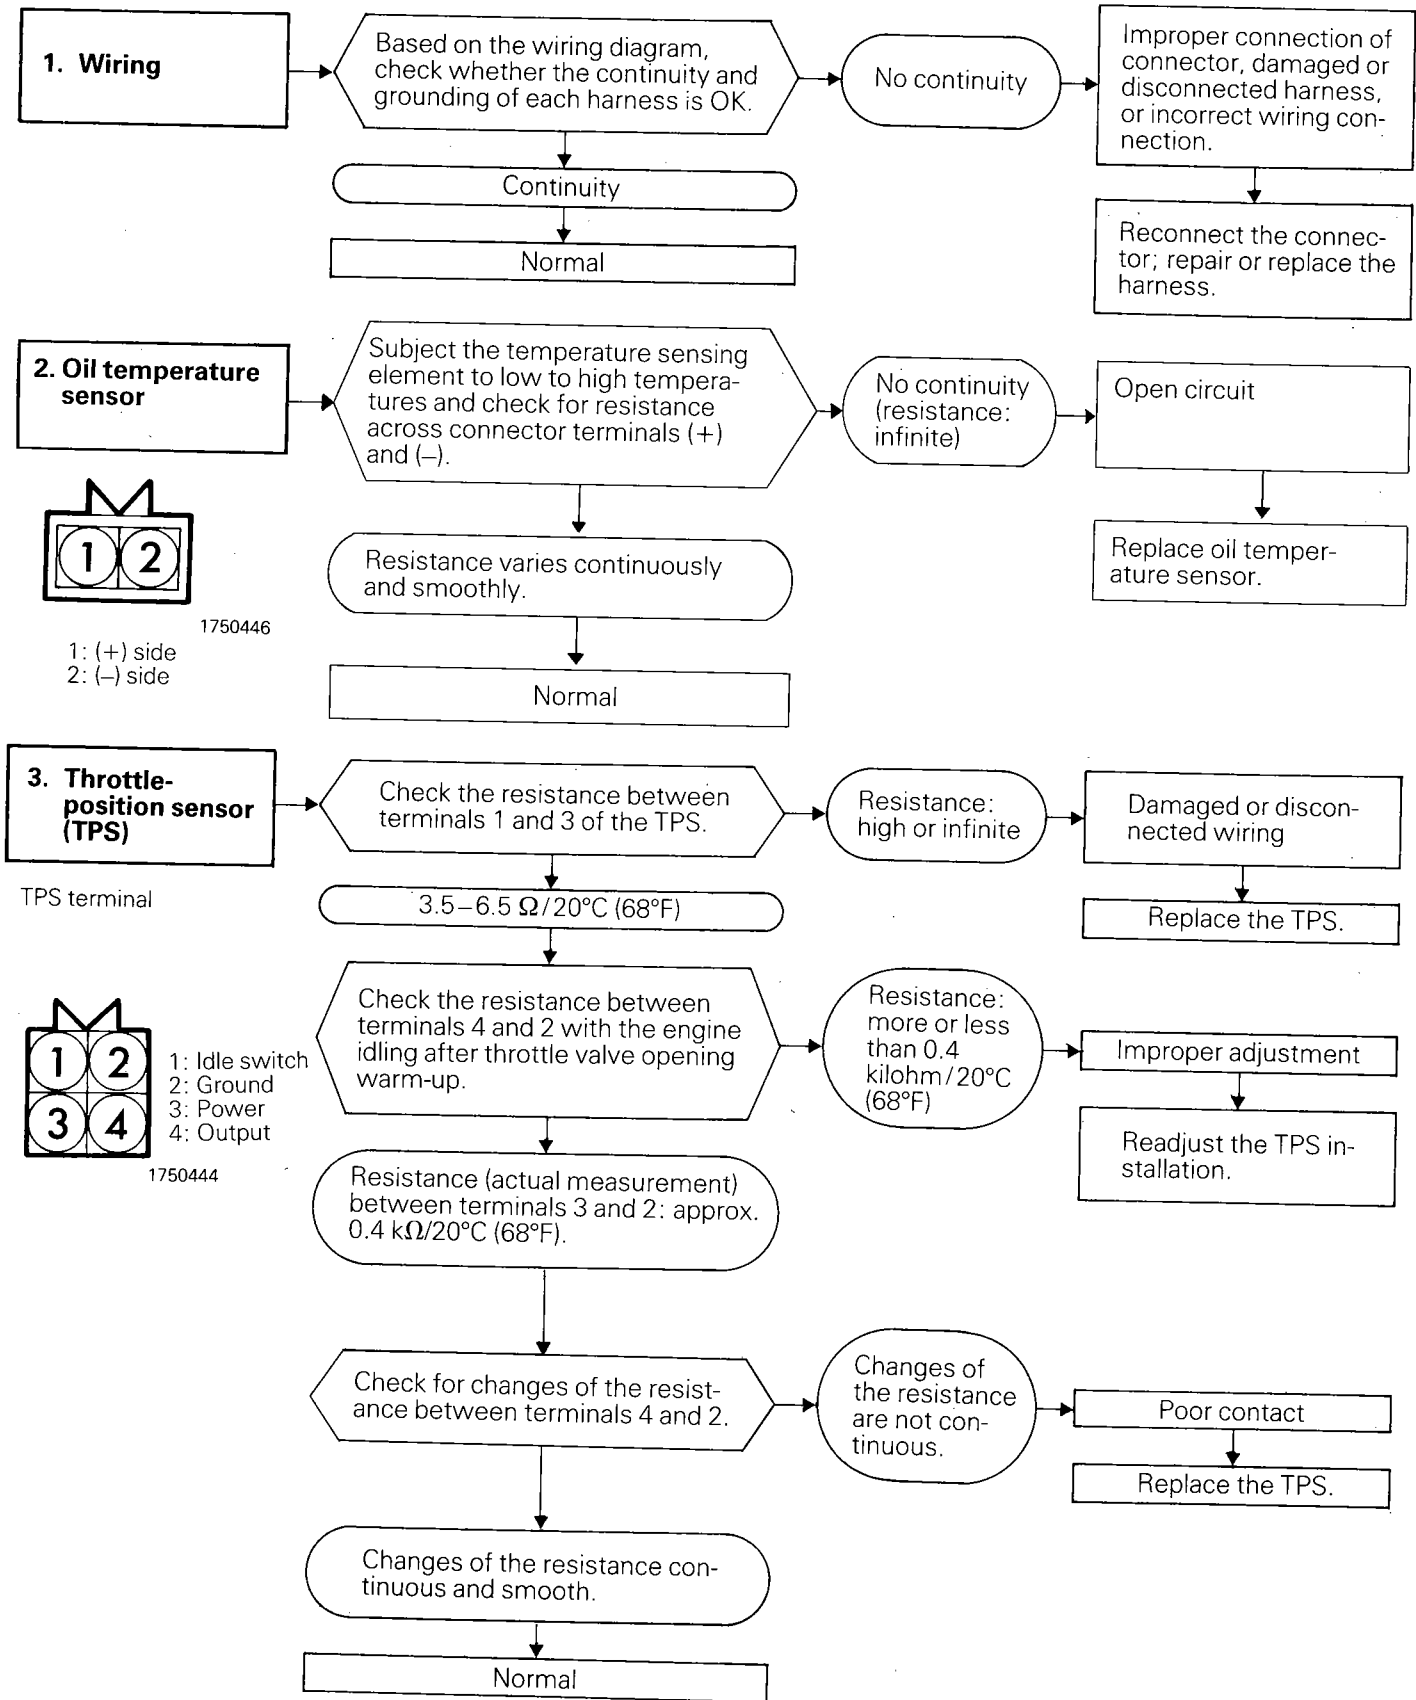 1. Wiring
Based on the wiring diagram,
check whether the continuity and
grounding of each harness is OK.
No continuity
Improper connection of
connector, damaged or
disconnected harness,
or incorrect wiring con-
nection.
Continuity
Normal
Reconnect the connec-
tor; repair or replace the
harness.
2. Oil temperature
sensor
Subject the temperature sensing
element to low to high tempera-
tures and check for resistance
across connector terminals (+)
and (–).
No continuity
(resistance:
infinite)
Open circuit
1 2
1750446
1: (+) side
2: (–) side
Resistance varies continuously
and smoothly.
Replace oil temper-
ature sensor.
Normal
3. Throttle-
position sensor
(TPS)
Check the resistance between
terminals 1 and 3 of the TPS.
Resistance:
high or infinite
Damaged or discon-
nected wiring
TPS terminal
3.5–6.5 Ω/20°C (68°F)
Replace the TPS.
Check the resistance between
terminals 4 and 2 with the engine
idling after throttle valve opening
warm-up.
Resistance:
more or less
than 0.4
kilohm/20°C
(68°F)
Improper adjustment
1 2
3 4
1: Idle switch
2: Ground
3: Power
4: Output
1750444
Readjust the TPS in-
stallation.
Resistance (actual measurement)
between terminals 3 and 2: approx.
0.4 kΩ/20°C (68°F).
Check for changes of the resist-
ance between terminals 4 and 2.
Changes of
the resistance
are not con-
tinuous.
Poor contact
Replace the TPS.
Changes of the resistance con-
tinuous and smooth.
Normal